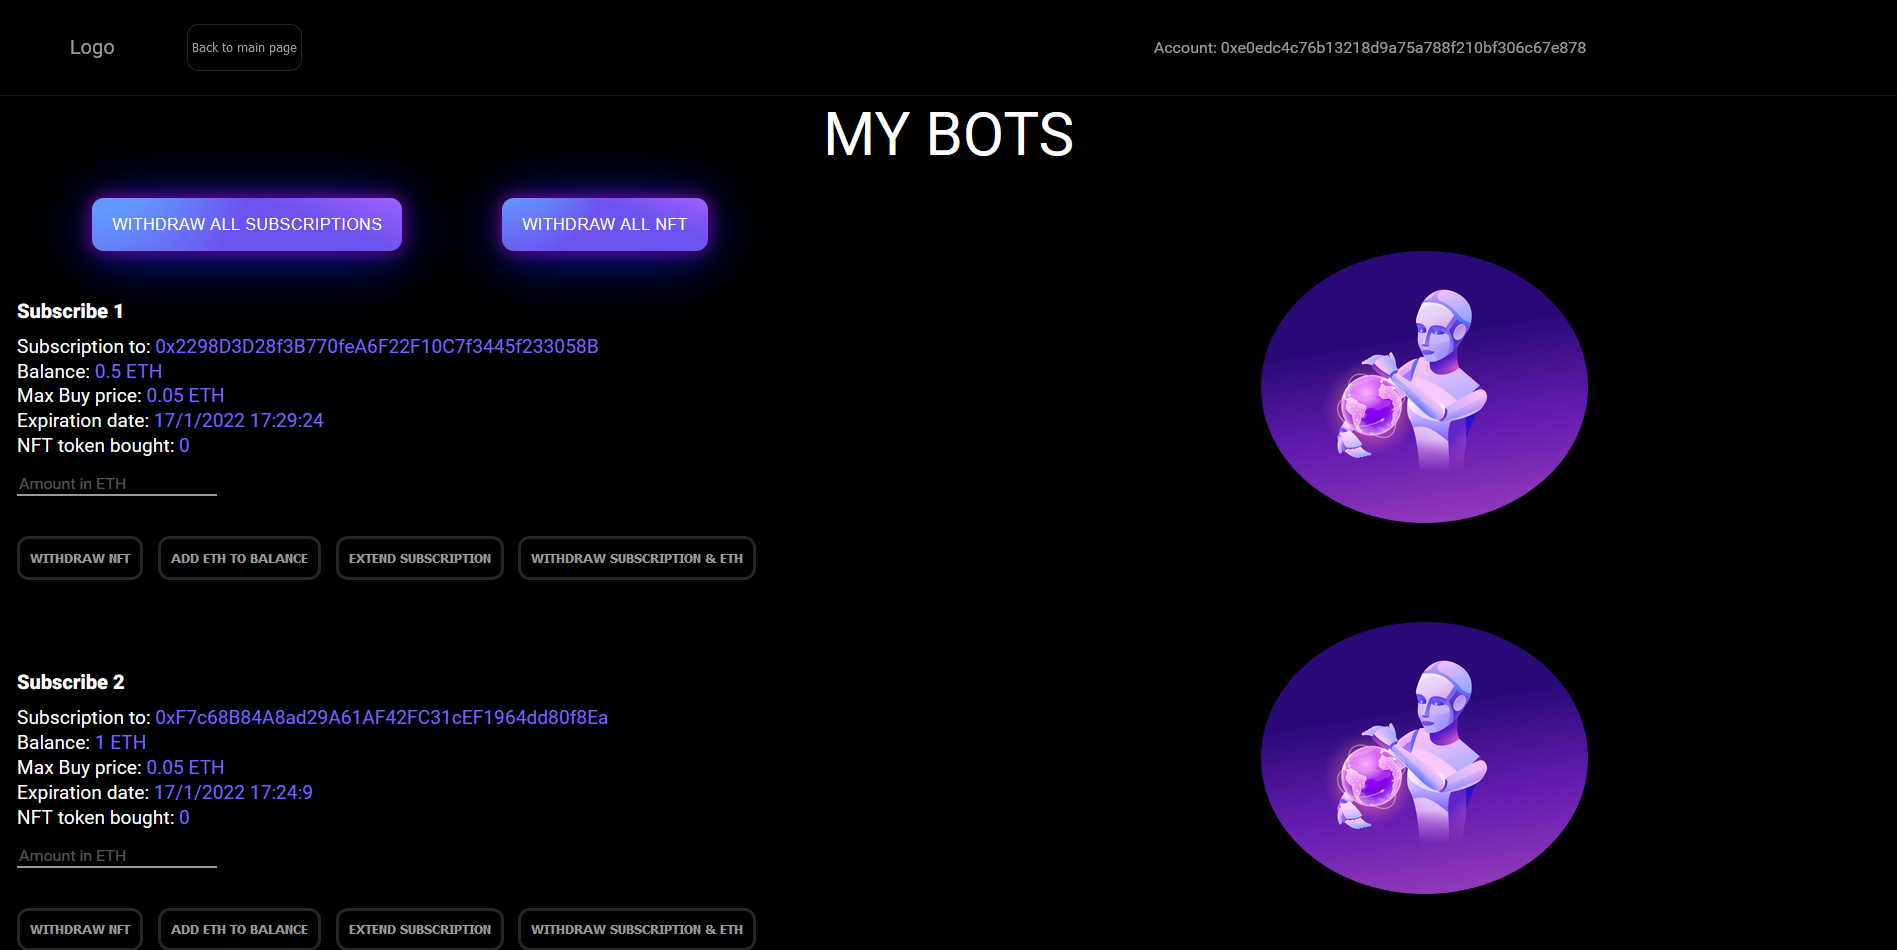 Logo
Back to main page
Account: 0xe0edc4c76b13218d9a75a788f210bf306c67e878
MY BOTS
WITHDRAW ALL SUBSCRIPTIONS
WITHDRAW ALL NFT
Subscribe 1
Subscription to: 0x2298D3D28f3B770feA6F22F10C7f3445f233058B
Balance: 0.5 ETH
Max Buy price: 0.05 ETH
Expiration date: 17/1/2022 17:29:24
NFT token bought: 0
Amount in ETH
WITHDRAW NFT
ADD ETH TO BALANCE
EXTEND SUBSCRIPTION
WITHDRAW SUBSCRIPTION & ETH
Subscribe 2
Subscription to: 0xF7c68B84A8ad29A61AF42FC31cEF1964dd80f8Ea
Balance: 1 ETH
Max Buy price: 0.05 ETH
Expiration date: 17/1/2022 17:24:9
NFT token bought: 0
Amount in ETH
WITHDRAW NFT
ADD ETH TO BALANCE
EXTEND SUBSCRIPTION
WITHDRAW SUBSCRIPTION & ETH